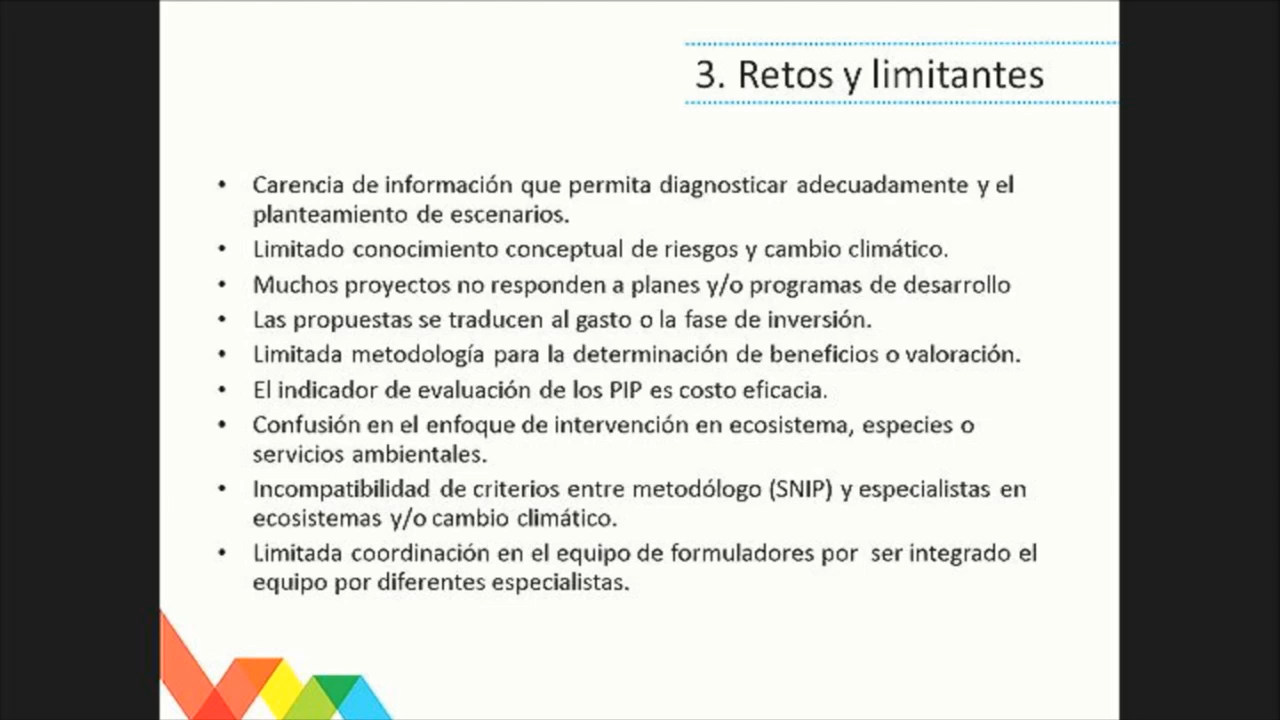 3. Retos y limitantes
• Carencia de información que permita diagnosticar adecuadamente y el
planteamiento de escenarios.
• Limitado conocimiento conceptual de riesgos y cambio climático.
• Muchos proyectos no responden a planes y/o programas de desarrollo
• Las propuestas se traducen al gasto o la fase de inversión.
• Limitada metodología para la determinación de beneficios o valoración.
• El indicador de evaluación de los PIP es costo eficacia.
• Confusión en el enfoque de intervención en ecosistema, especies o
servicios ambientales.
• Incompatibilidad de criterios entre metodólogo (SNIP) y especialistas en
ecosistemas y/o cambio climático.
• Limitada coordinación en el equipo de formuladores por ser integrado el
equipo por diferentes especialistas.